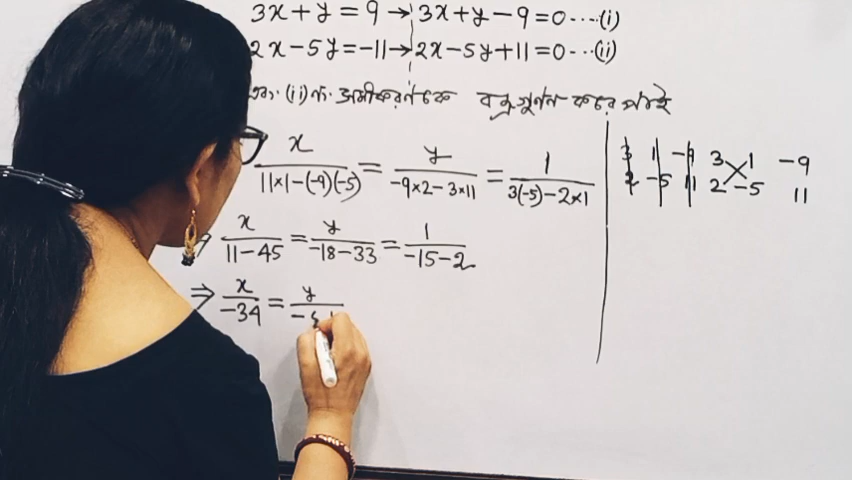 3x + y = 9 → 3x + y - 9 = 0 ---- (i)
2x - 5y = -11 → 2x - 5y + 11 = 0 --- (ii)
(ii) নং সমীকরণকে বজ্রগুনন করে পাই
x / (11×1-(-9)(-5)) = y / (-9×2-3×11) = 1 / (3(-5)-2×1)
x / (11-45) = y / (-18-33) = 1 / (-15-2)
⇒ x / -34 = y / -51
3 1 -9 3 1 -9
2 -5 11 2 -5 11